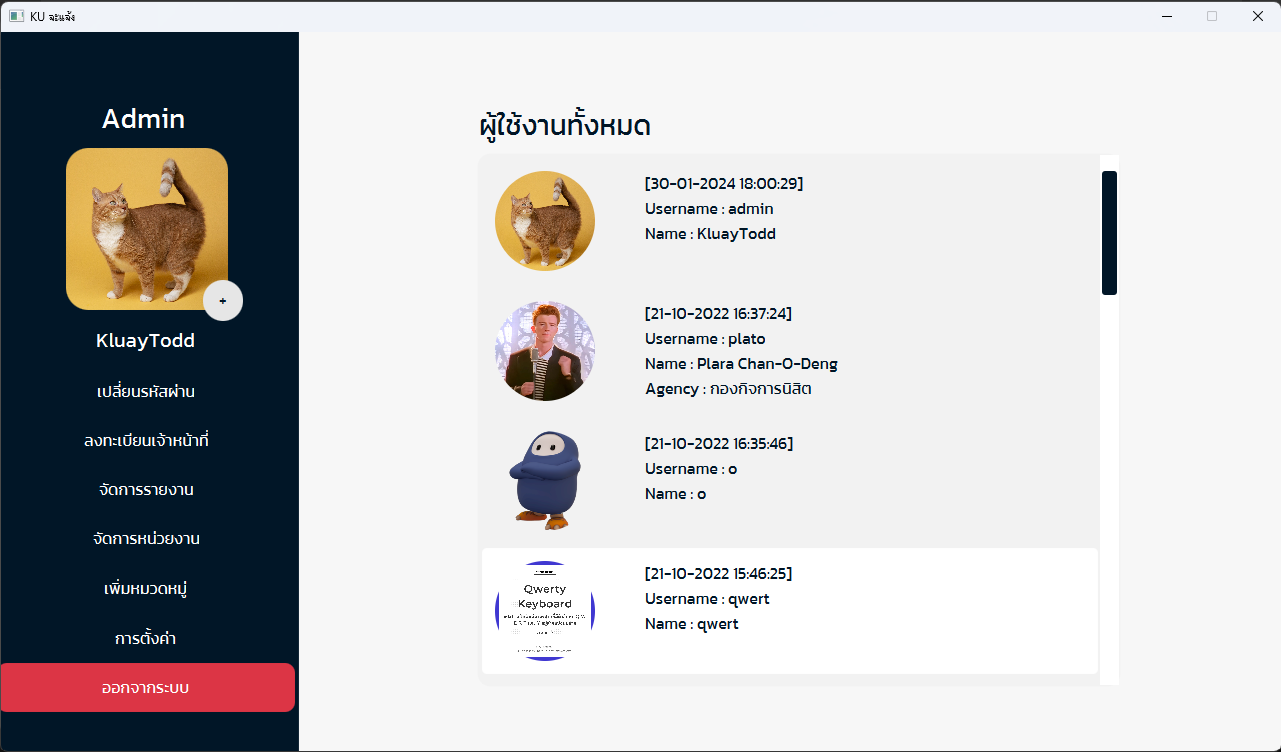 KU จะแจ้ง
Admin
+
KluayTodd
เปลี่ยนรหัสผ่าน
ลงทะเบียนเจ้าหน้าที่
จัดการรายงาน
จัดการหน่วยงาน
เพิ่มหมวดหมู่
การตั้งค่า
ออกจากระบบ
ผู้ใช้งานทั้งหมด
[30-01-2024 18:00:29]
Username : admin
Name : KluayTodd
[21-10-2022 16:37:24]
Username : plato
Name : Plara Chan-O-Deng
Agency : กองกิจการนิสิต
[21-10-2022 16:35:46]
Username : o
Name : o
Qwerty
Keyboard
[21-10-2022 15:46:25]
Username : qwert
Name : qwert